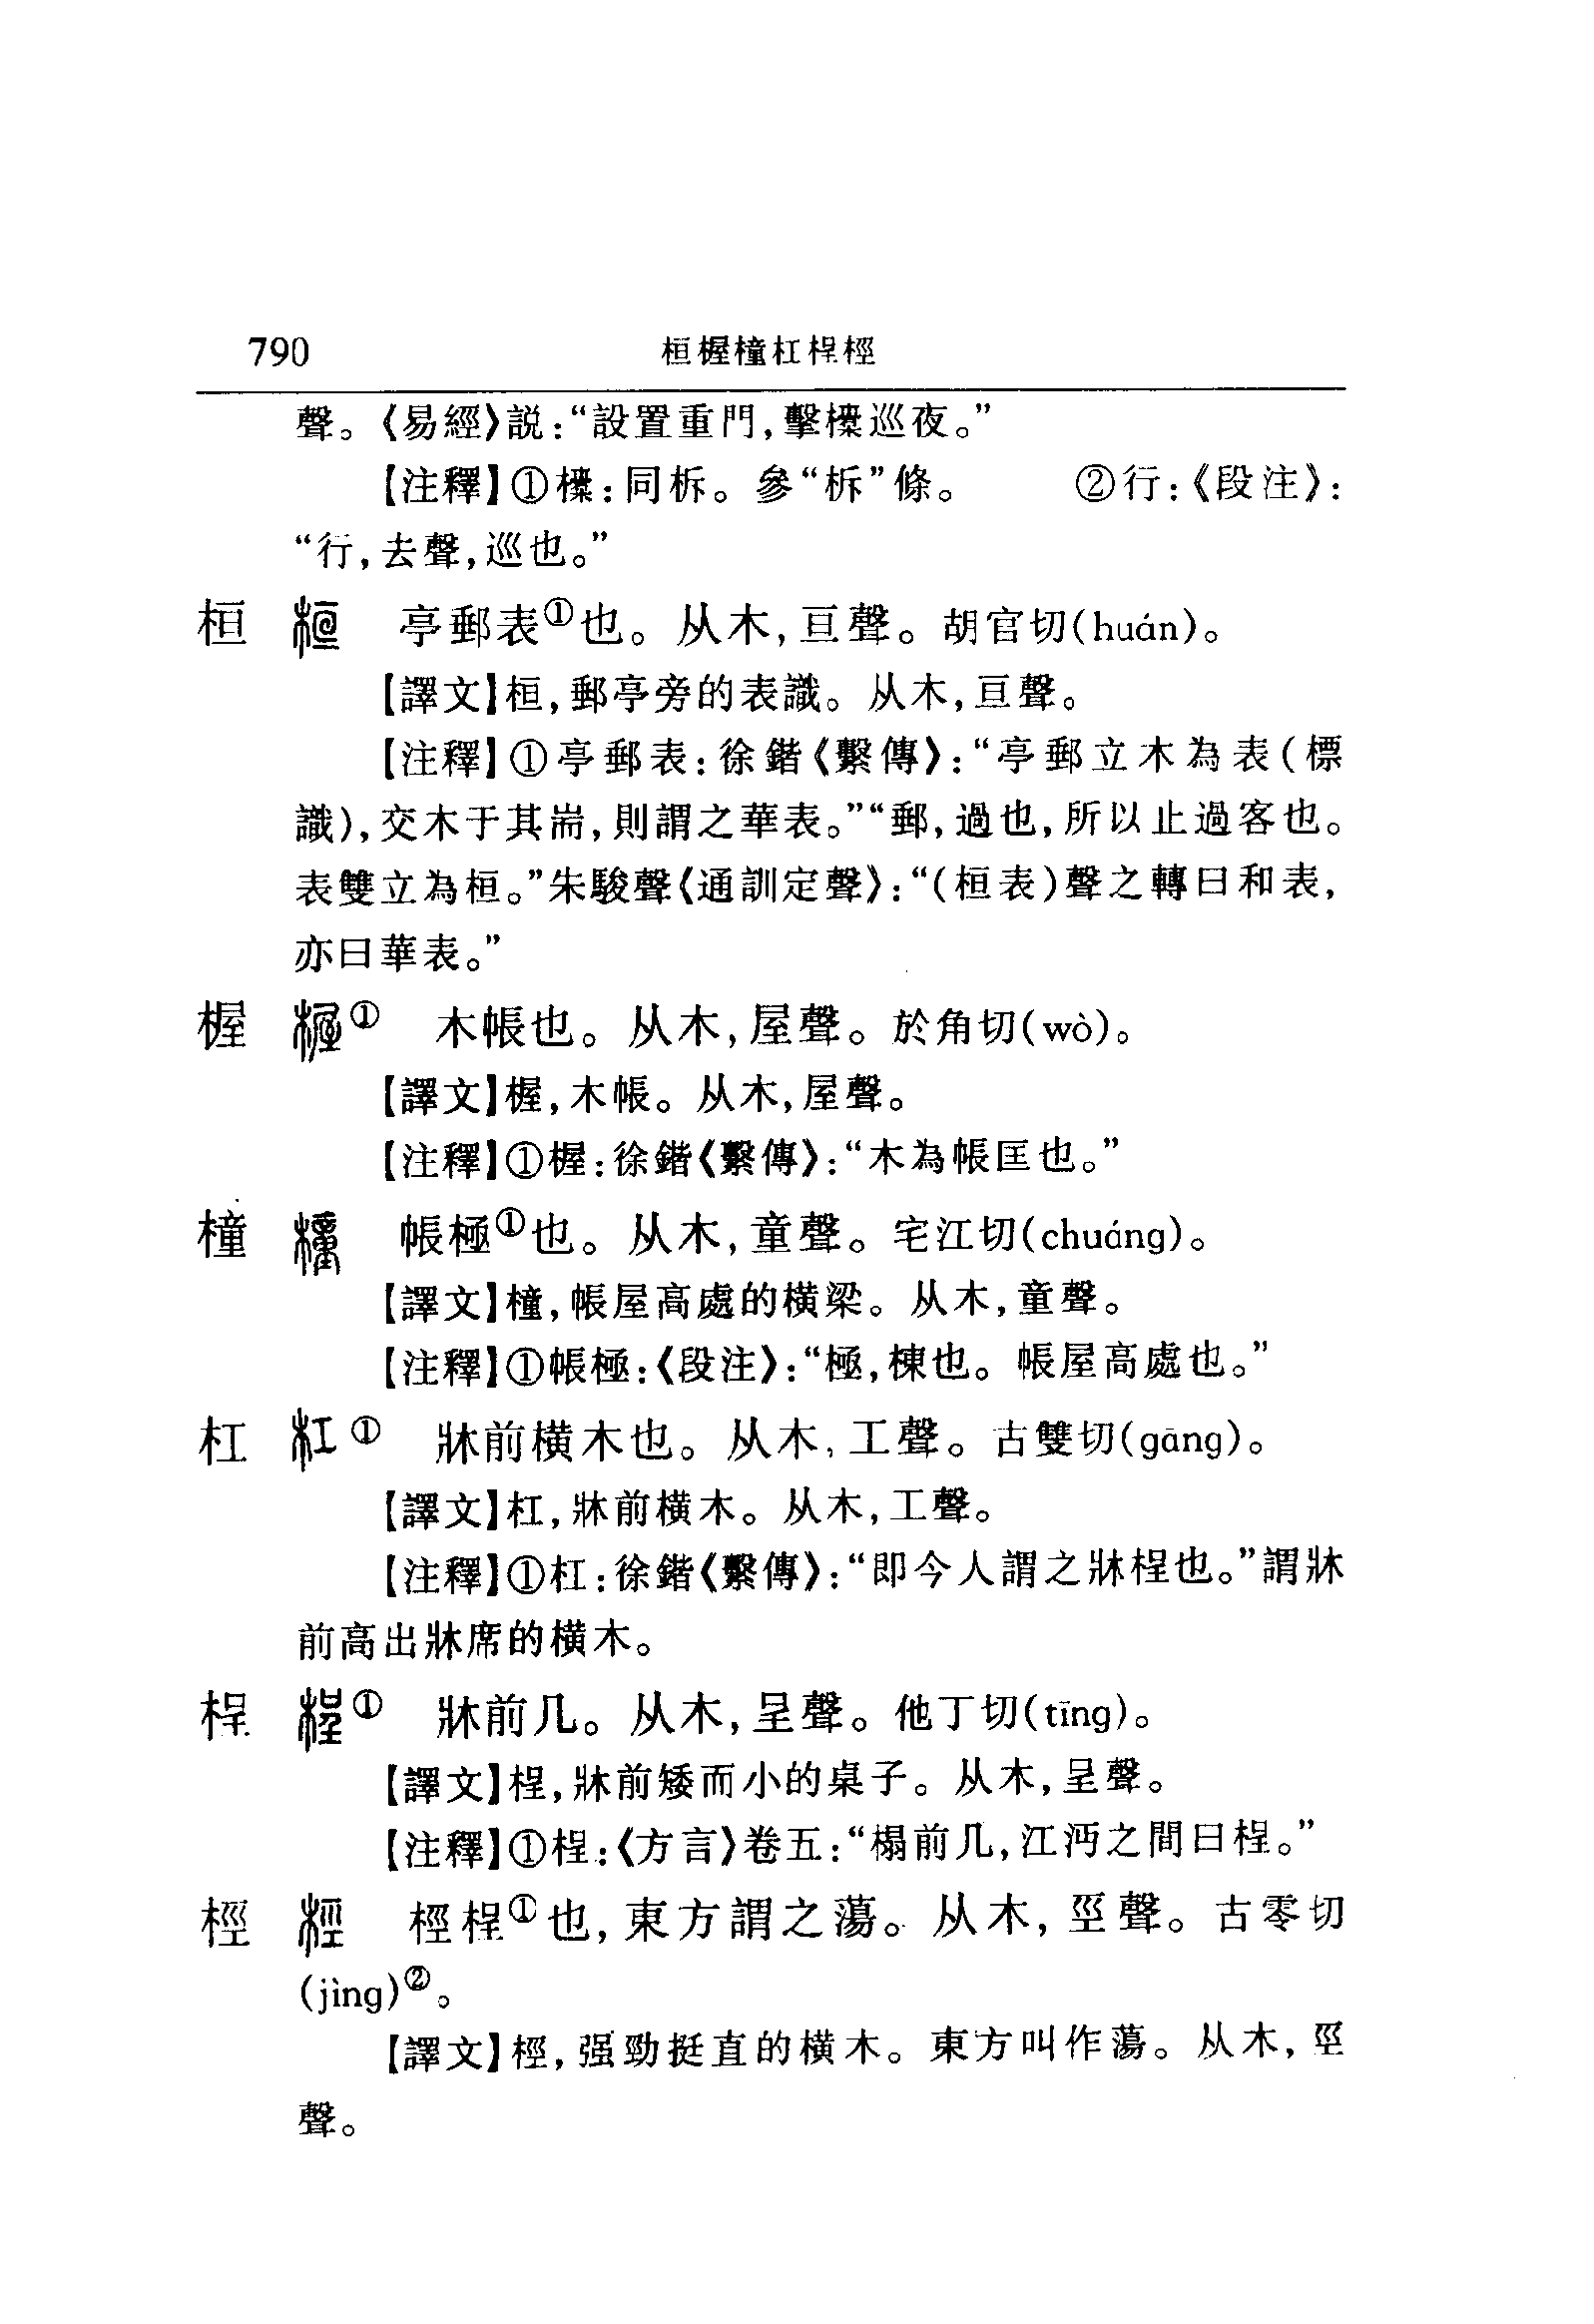 790 桓楃橦杠桯桱
聲。《易經》説:“設置重門,擊㯓巡夜。”
【注釋】①㯓:同柝。參“柝”條。 ②行:《段注》:
“行,去聲,巡也。”
桓 亭郵表①也。从木,亘聲。胡官切(huán)。
【譯文】桓,郵亭旁的表識。从木,亘聲。
【注釋】①亭郵表:徐鍇《繫傳》:“亭郵立木為表(標
識),交木于其耑,則謂之華表。”“郵,過也,所以止過客也。
表雙立為桓。”朱駿聲《通訓定聲》:“(桓表)聲之轉曰和表,
亦曰華表。”
楃 ① 木帳也。从木,屋聲。於角切(wò)。
【譯文】楃,木帳。从木,屋聲。
【注釋】①楃:徐鍇《繫傳》:“木為帳匡也。”
橦 帳極①也。从木,童聲。宅江切(chuáng)。
【譯文】橦,帳屋高處的横梁。从木,童聲。
【注釋】①帳極:《段注》:“極,棟也。帳屋高處也。”
杠 ① 牀前横木也。从木,工聲。古雙切(gāng)。
【譯文】杠,牀前横木。从木,工聲。
【注釋】①杠:徐鍇《繫傳》:“即今人謂之牀桯也。”謂牀
前高出牀席的横木。
桯 ① 牀前几。从木,呈聲。他丁切(tīng)。
【譯文】桯,牀前矮而小的桌子。从木,呈聲。
【注釋】①桯:《方言》卷五:“榻前几,江沔之間曰桯。”
桱 桱桯①也,東方謂之蕩。从木,巠聲。古零切
(jìng)②。
【譯文】桱,强勁挺直的横木。東方叫作蕩。从木,巠
聲。